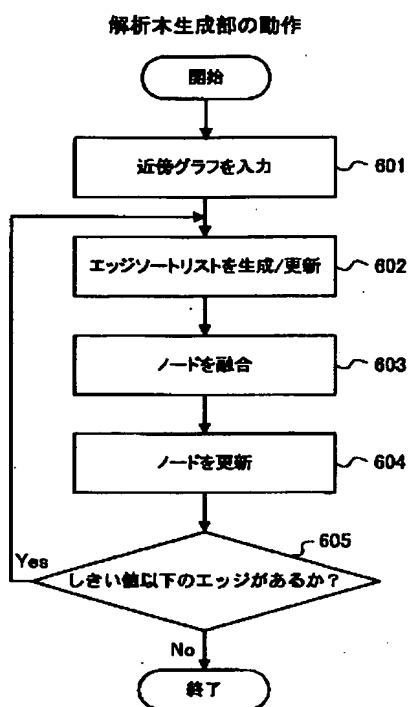 解析木生成部の動作
開始
近傍グラフを入力
601
エッジソートリストを生成/更新
602
ノードを融合
603
ノードを更新
604
605
しきい値以下のエッジがあるか?
Yes
No
終了